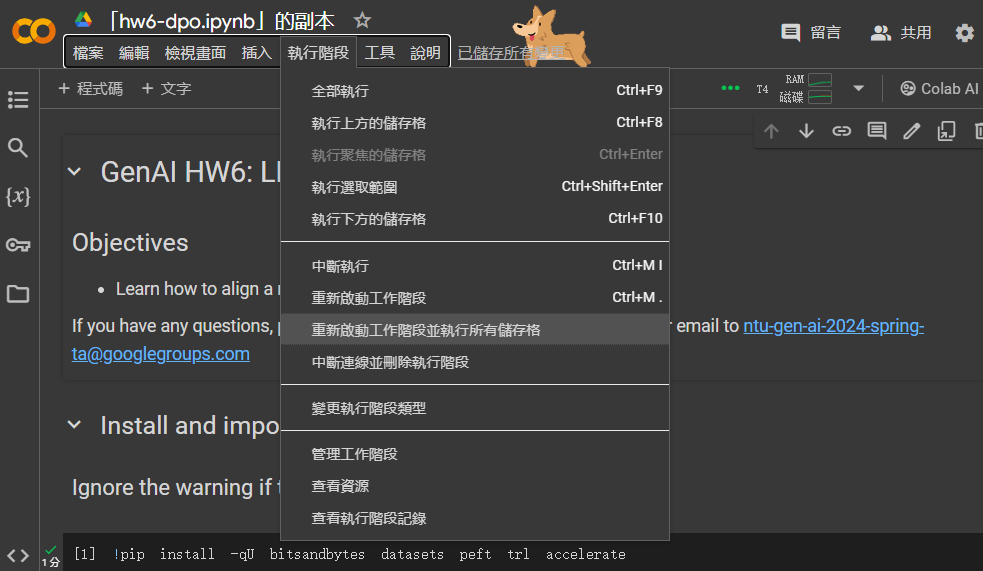 「hw6-dpo.ipynb」的副本
檔案 編輯 檢視畫面 插入 執行階段 工具 說明 已儲存所有
留言 共用
+ 程式碼 + 文字
T4 RAM 磁碟
Colab AI
全部執行 Ctrl+F9
執行上方的儲存格 Ctrl+F8
執行聚焦的儲存格 Ctrl+Enter
執行選取範圍 Ctrl+Shift+Enter
執行下方的儲存格 Ctrl+F10
中斷執行 Ctrl+M I
重新啟動工作階段 Ctrl+M .
重新啟動工作階段並執行所有儲存格
中斷連線並刪除執行階段
變更執行階段類型
管理工作階段
查看資源
查看執行階段記錄
{x}
GenAI HW6:
Objectives
• Learn how to align a
If you have any questions, email to ntu-gen-ai-2024-spring-
ta@googlegroups.com
Install and
Ignore the warning if
1分 [1] !pip install -qU bitsandbytes datasets peft trl accelerate